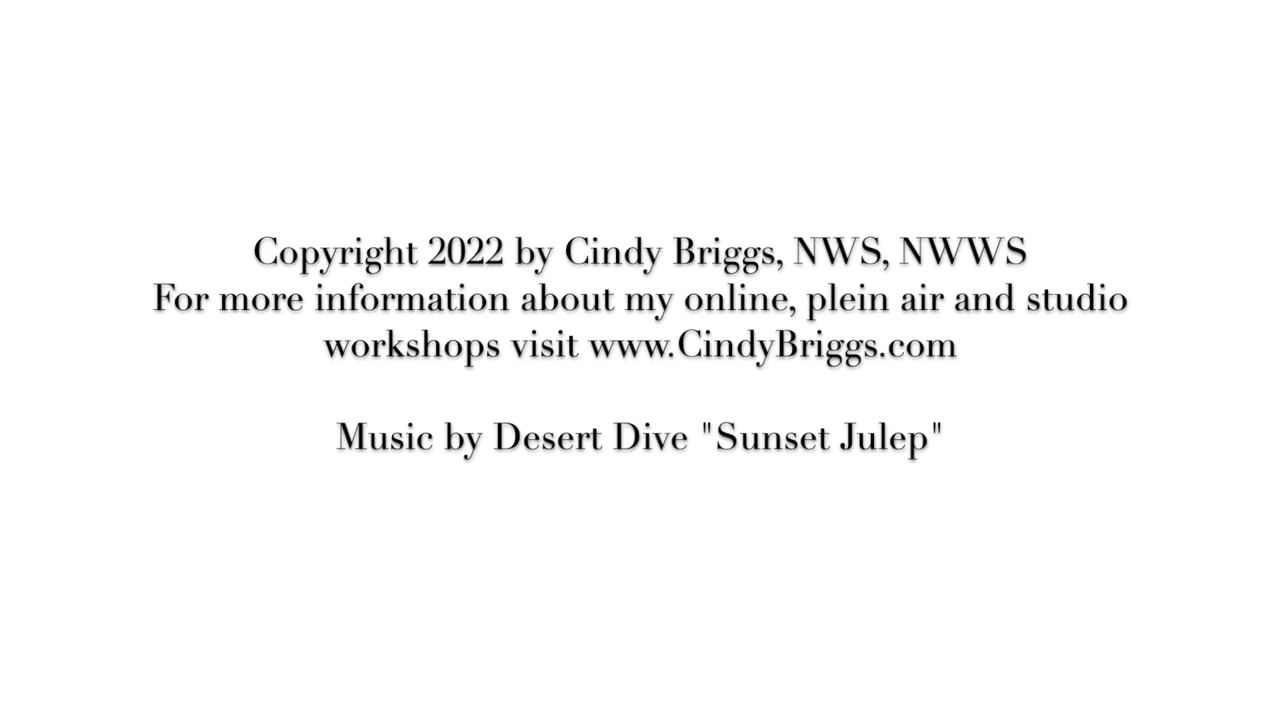 Copyright 2022 by Cindy Briggs, NWS, NWWS
For more information about my online, plein air and studio
workshops visit www.CindyBriggs.com
Music by Desert Dive "Sunset Julep"